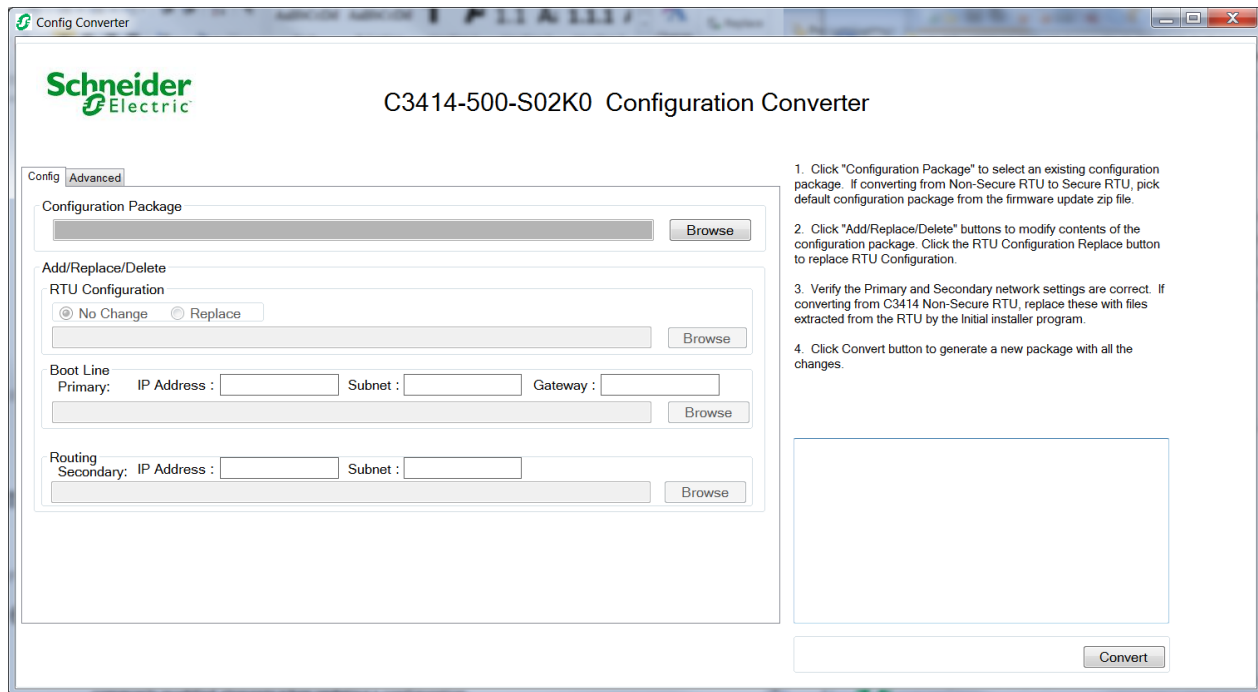 Config Converter
Schneider
Electric
C3414-500-S02K0 Configuration Converter
Config Advanced
Configuration Package
Browse
Add/Replace/Delete
RTU Configuration
No Change Replace
Browse
Boot Line
Primary: IP Address : Subnet : Gateway :
Browse
Routing
Secondary: IP Address : Subnet :
Browse
1. Click "Configuration Package" to select an existing configuration
package. If converting from Non-Secure RTU to Secure RTU, pick
default configuration package from the firmware update zip file.
2. Click "Add/Replace/Delete" buttons to modify contents of the
configuration package. Click the RTU Configuration Replace button
to replace RTU Configuration.
3. Verify the Primary and Secondary network settings are correct. If
converting from C3414 Non-Secure RTU, replace these with files
extracted from the RTU by the Initial installer program.
4. Click Convert button to generate a new package with all the
changes.
Convert